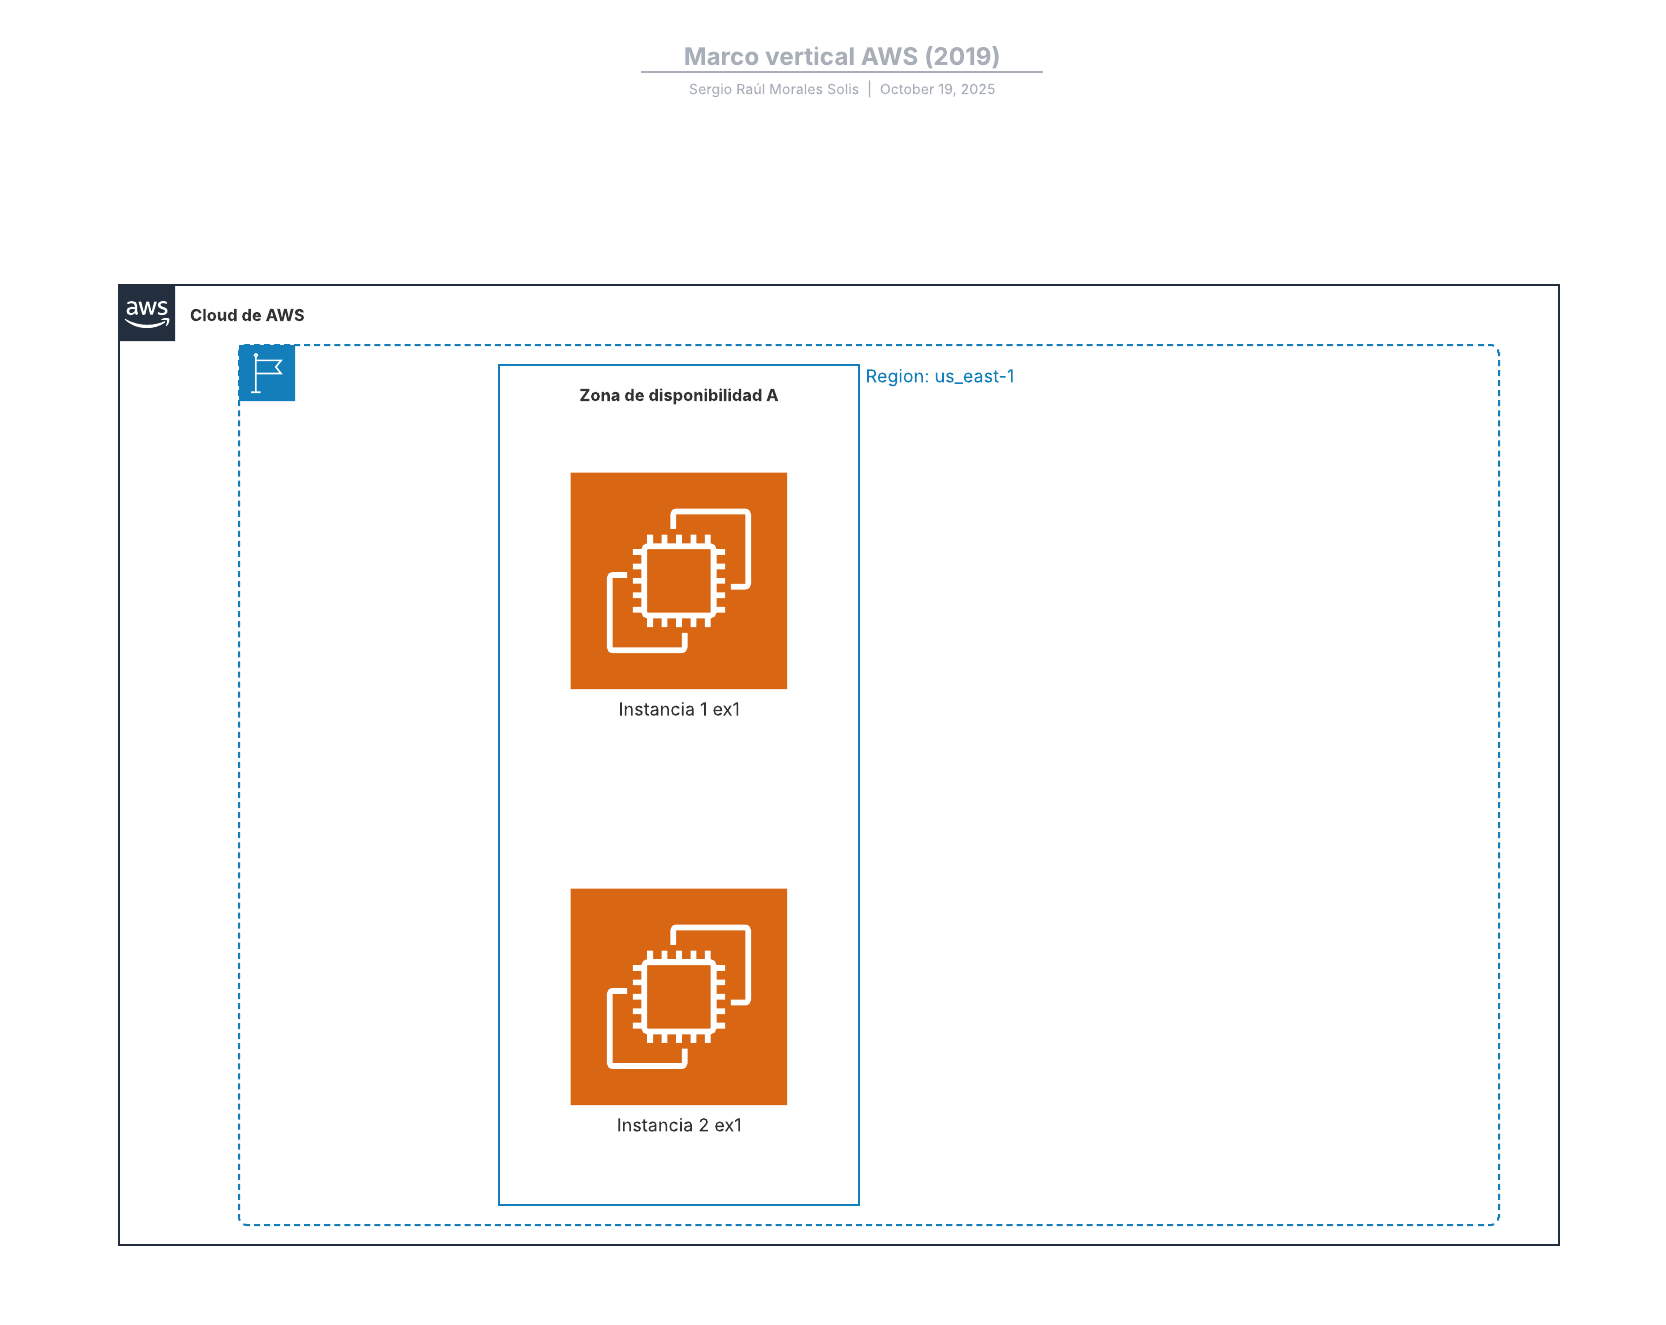 Marco vertical AWS (2019)
Sergio Raúl Morales Solis | October 19, 2025
aws
Cloud de AWS
Region: us_east-1
Zona de disponibilidad A
Instancia 1 ex1
Instancia 2 ex1